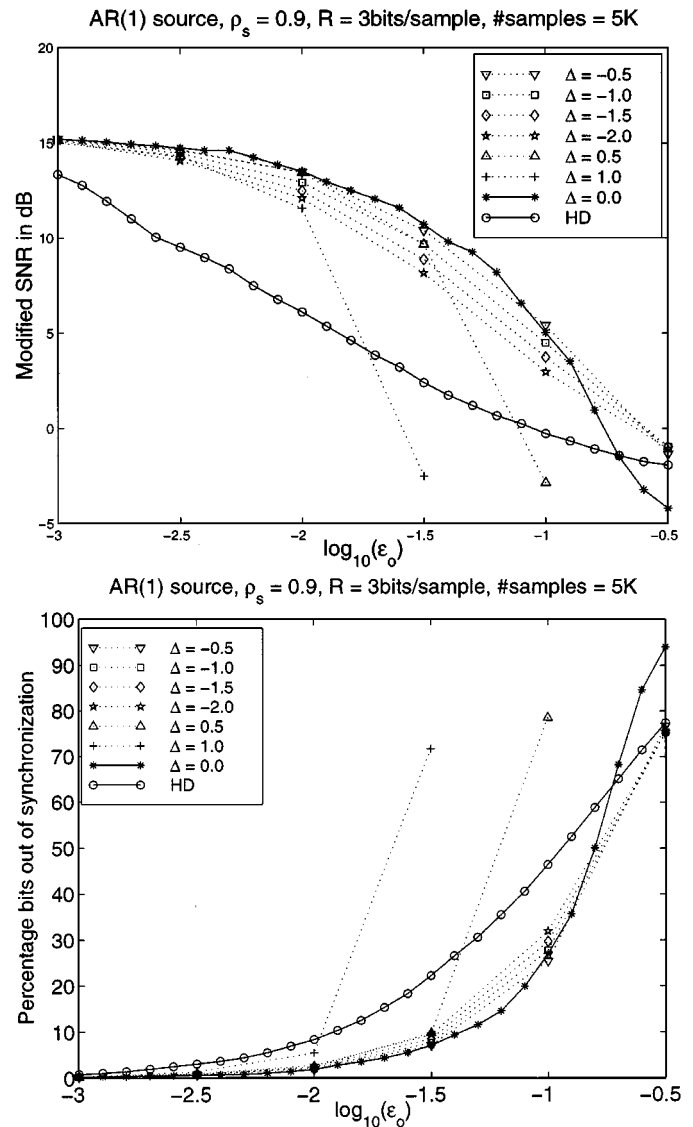 AR(1) source, ρs = 0.9, R = 3bits/sample, #samples = 5K
20
15
10
5
0
−5
Modified SNR in dB
Δ = −0.5
Δ = −1.0
Δ = −1.5
Δ = −2.0
Δ = 0.5
Δ = 1.0
Δ = 0.0
HD
−3
−2.5
−2
−1.5
−1
−0.5
log10(εo)
AR(1) source, ρs = 0.9, R = 3bits/sample, #samples = 5K
100
90
80
70
60
50
40
30
20
10
0
Percentage bits out of synchronization
Δ = −0.5
Δ = −1.0
Δ = −1.5
Δ = −2.0
Δ = 0.5
Δ = 1.0
Δ = 0.0
HD
−3
−2.5
−2
−1.5
−1
−0.5
log10(εo)